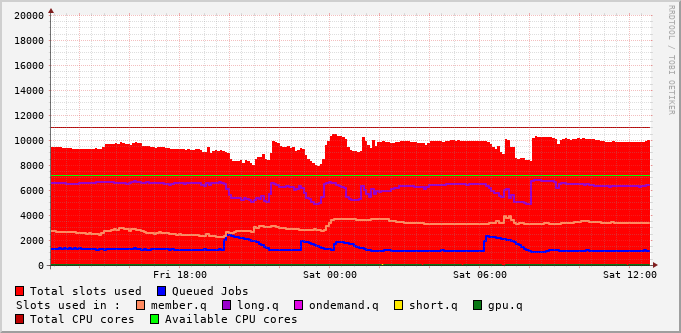 RRDTOOL / TOBI OETIKER
20000
18000
16000
14000
12000
10000
8000
6000
4000
2000
0
Fri 18:00 Sat 00:00 Sat 06:00 Sat 12:00
Total slots used Queued Jobs
Slots used in : member.q long.q ondemand.q short.q gpu.q
Total CPU cores Available CPU cores